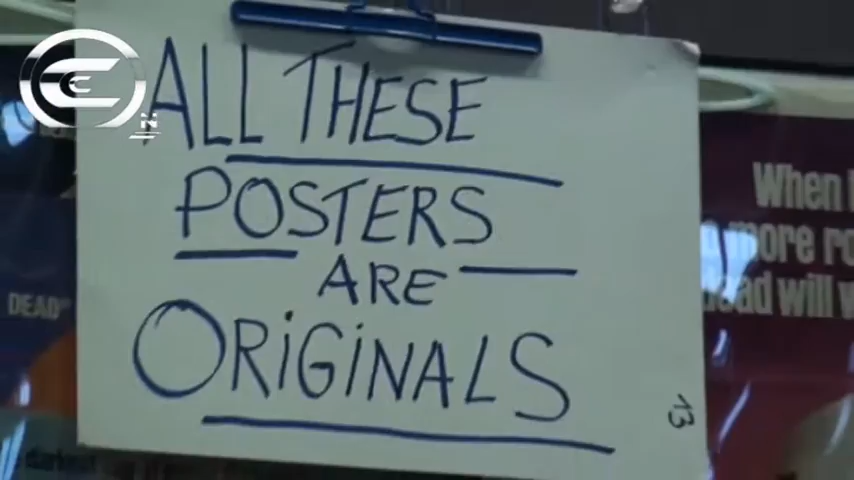 ALL THESE
POSTERS
ARE
ORIGINALS
13
DEAD
When
more
dead will